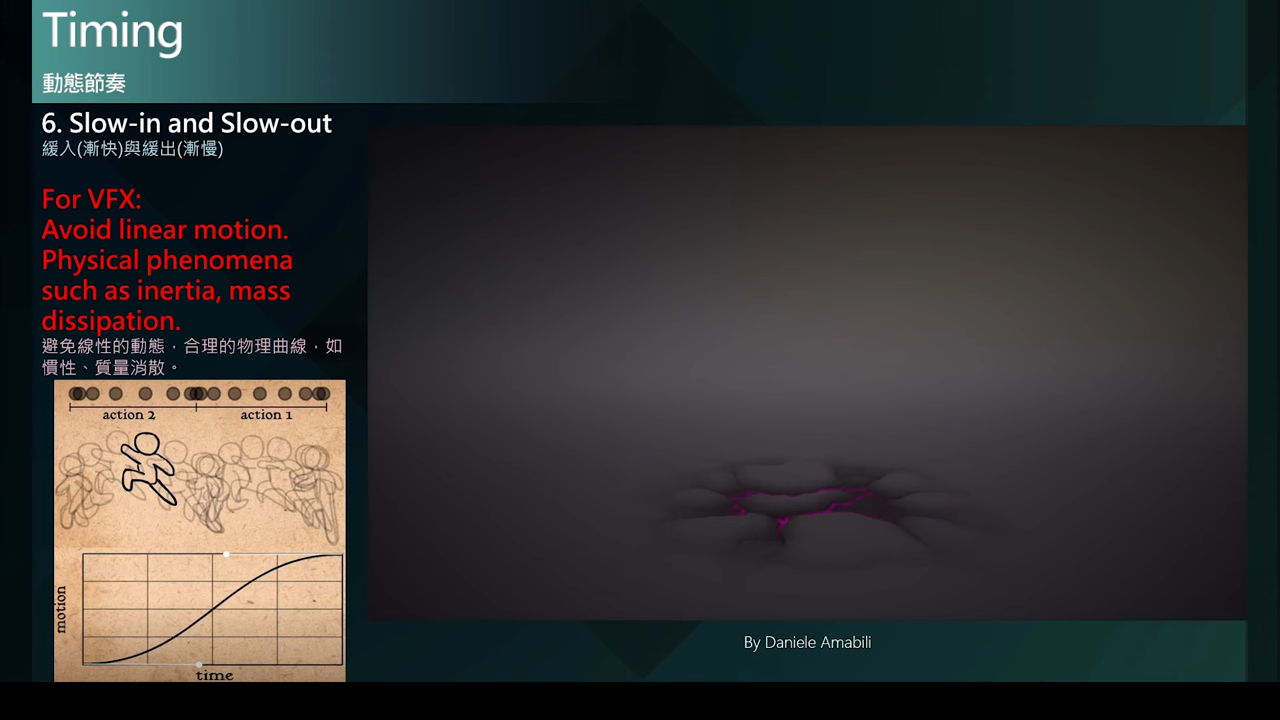 Timing
動態節奏
6. Slow-in and Slow-out
緩入(漸快)與緩出(漸慢)
For VFX:
Avoid linear motion.
Physical phenomena
such as inertia, mass
dissipation.
避免線性的動態，合理的物理曲線，如
慣性、質量消散。
action 2
action 1
motion
time
By Daniele Amabili